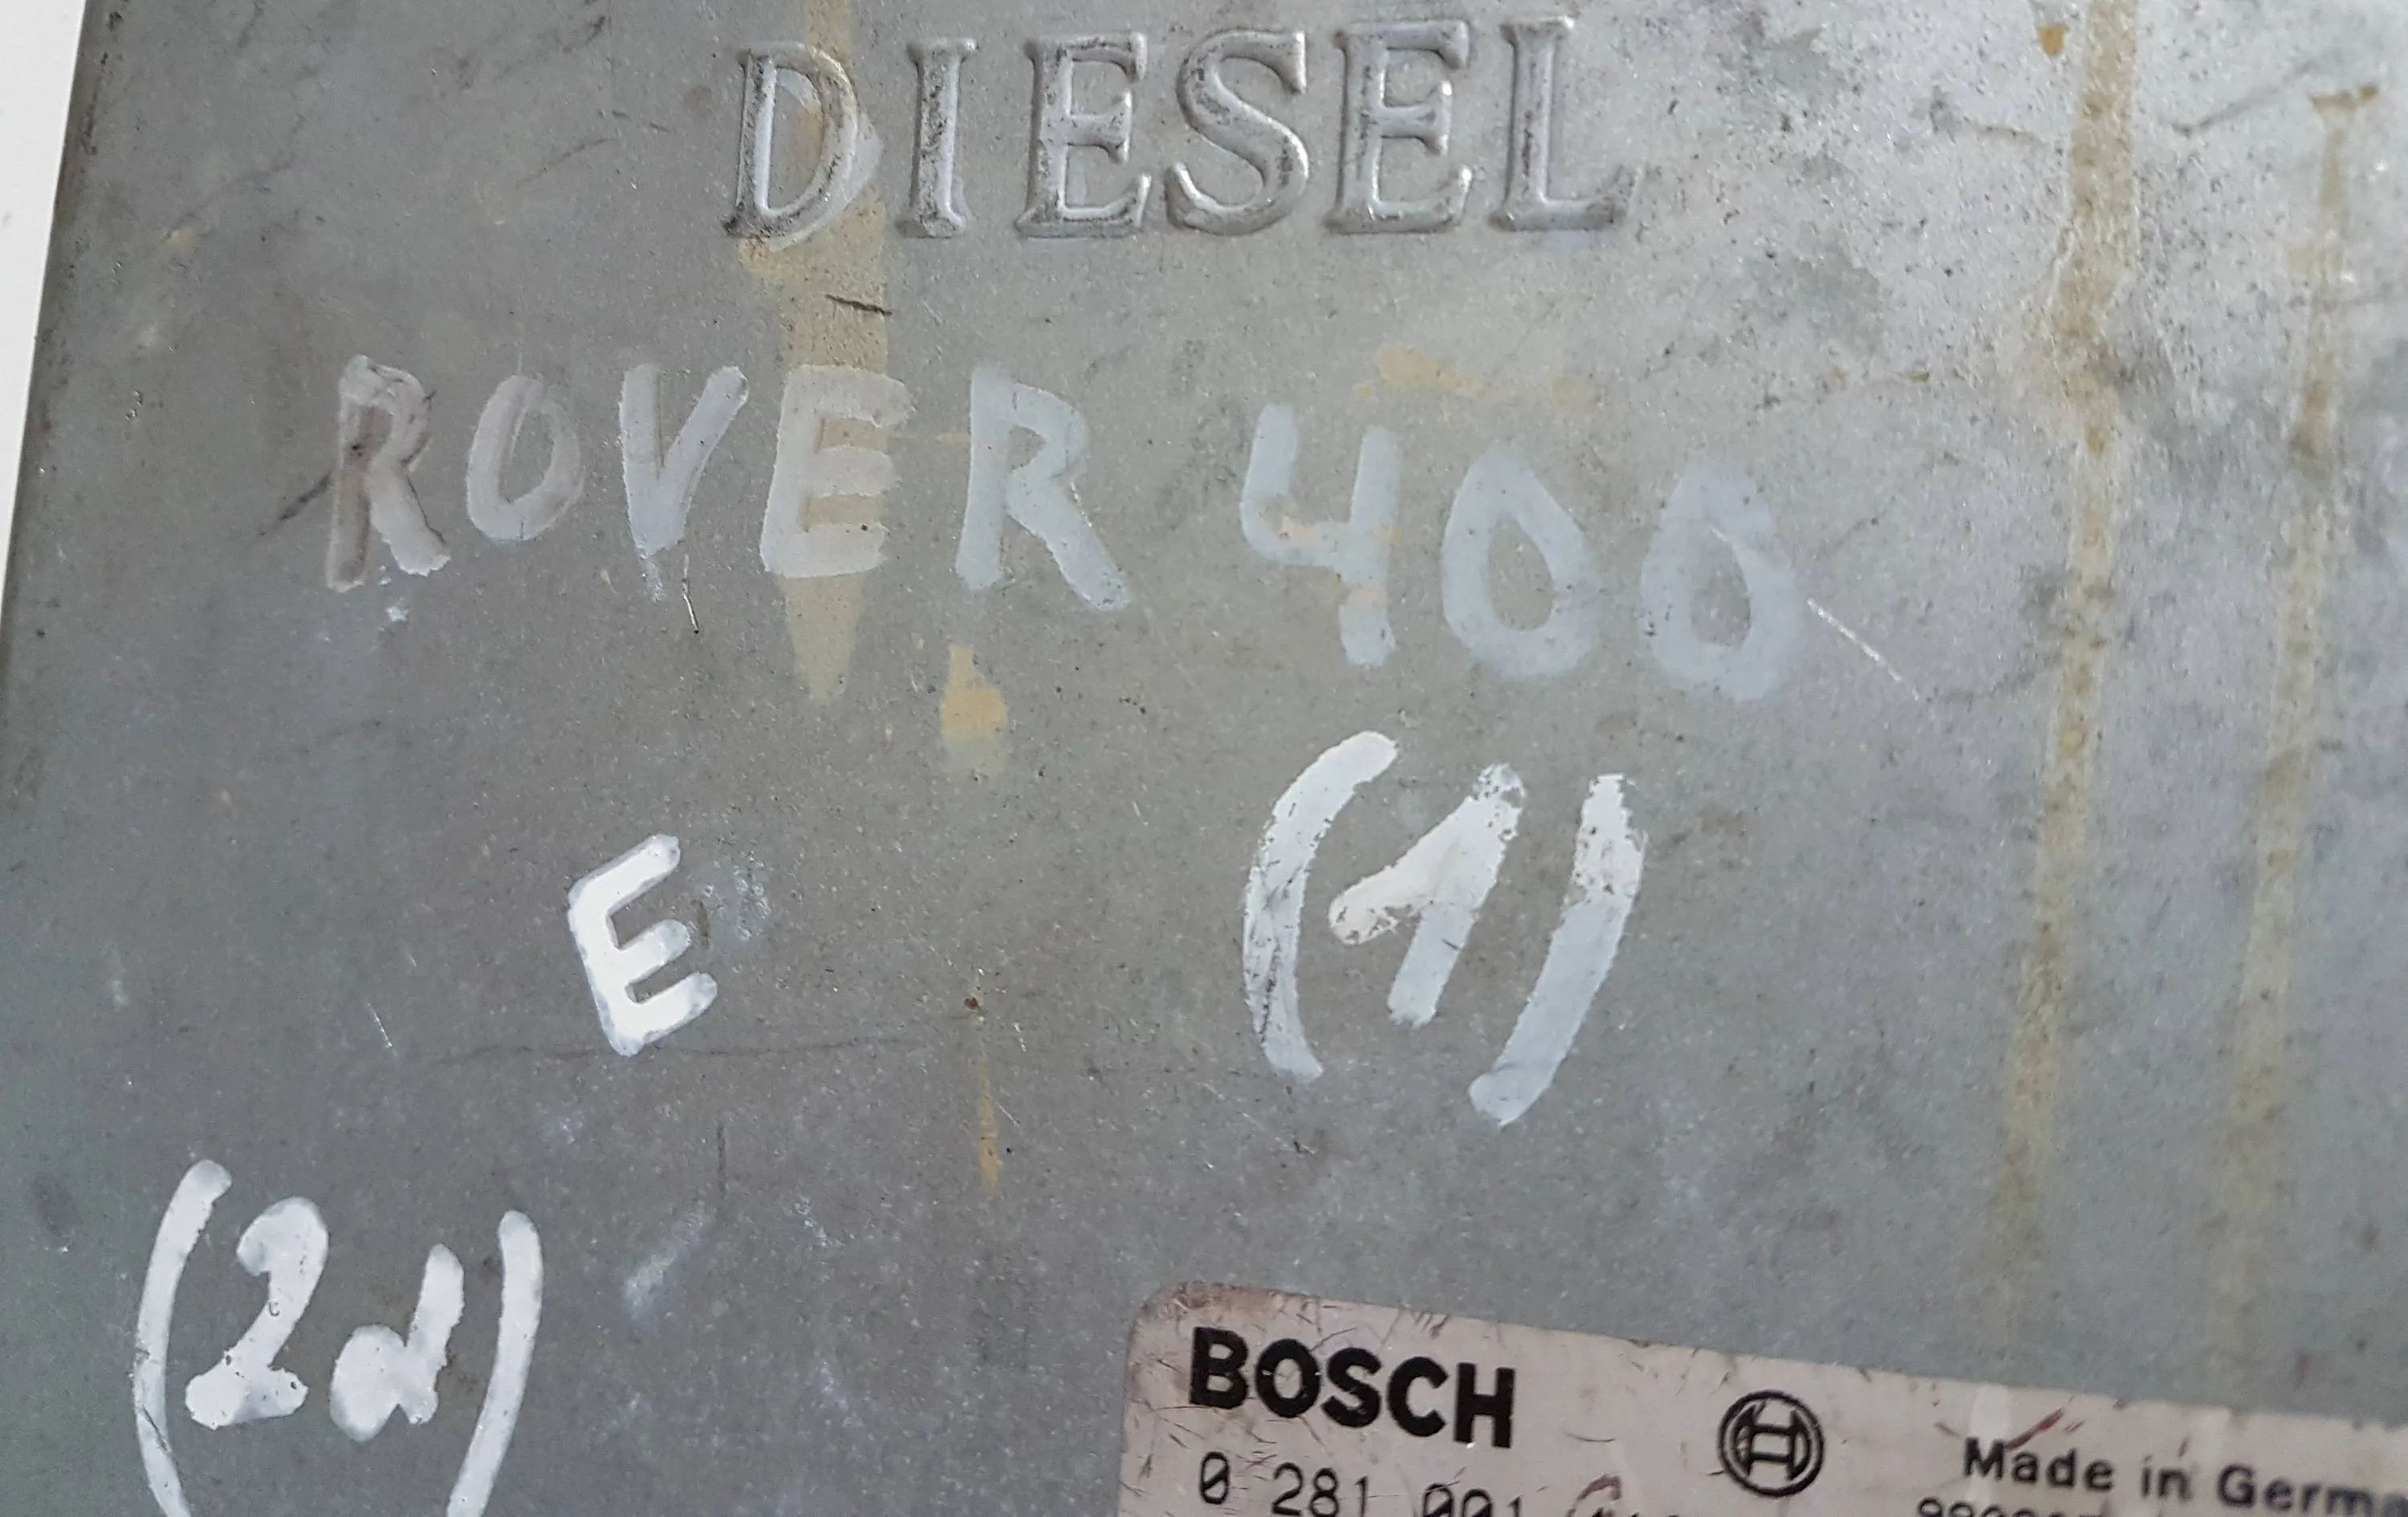 DIESEL
ROVER 400
(1)
E
(2d)
BOSCH
0 281 001
Made in Germa